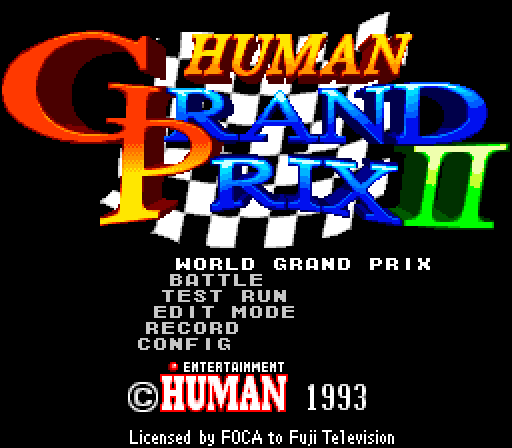 HUMAN
GRAND
PRIX II
WORLD GRAND PRIX
BATTLE
TEST RUN
EDIT MODE
RECORD
CONFIG
ENTERTAINMENT
©HUMAN 1993
Licensed by FOCA to Fuji Television